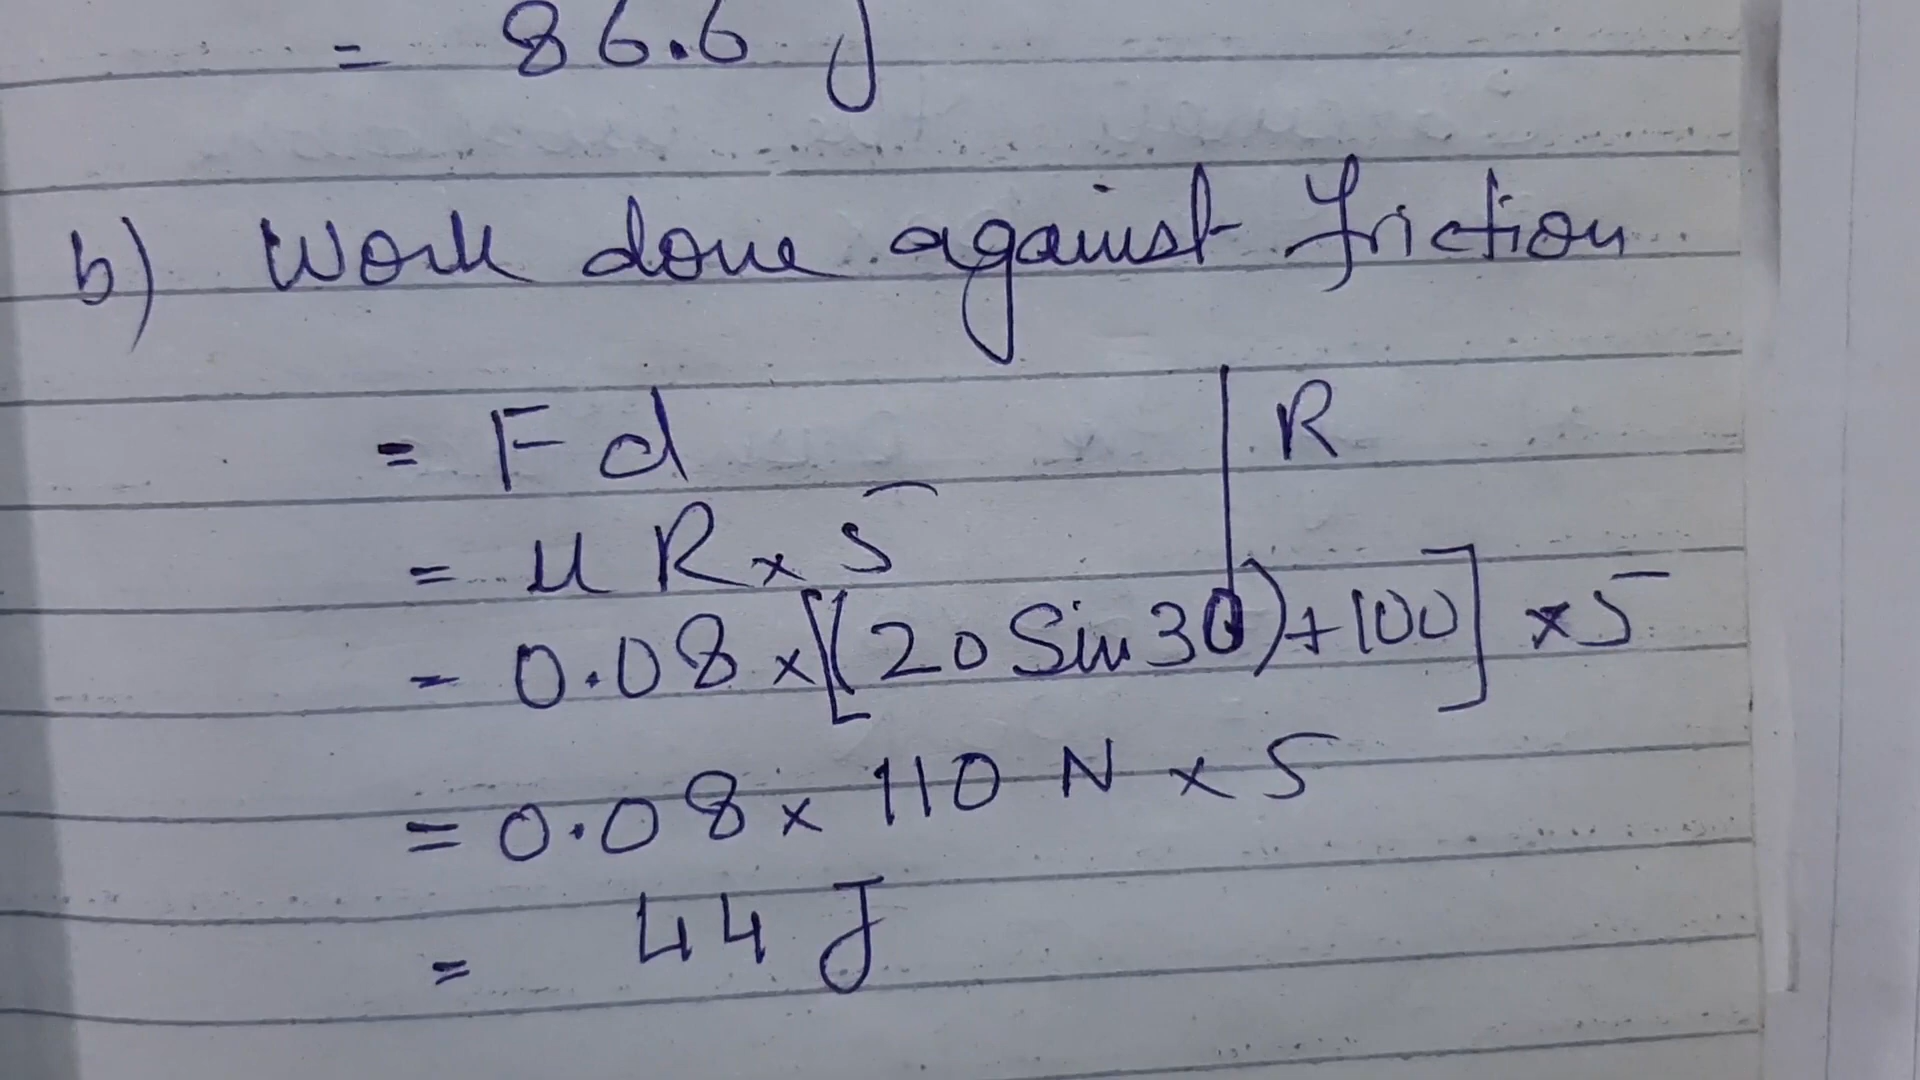 = 86.6 J
b) Work done against friction
= Fd
R
= μ R × 5
= 0.08 × [(20 Sin 30) + 100] × 5
= 0.08 × 110 N × 5
= 44 J